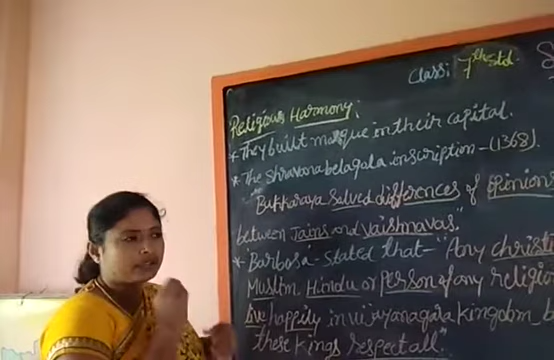 Class: 7th Std.
Religious Harmony:
* They built mosque in their capital.
* The Shravanabelagola inscription - (1368).
"Bukkaraya Solved differences of opinions
between Jains and Vaishnavas."
* Barbosa - stated that - "Any christi
Muslim, Hindu or person of any religio
live happily in vijayanagala kingdom, b
these kings respect all."